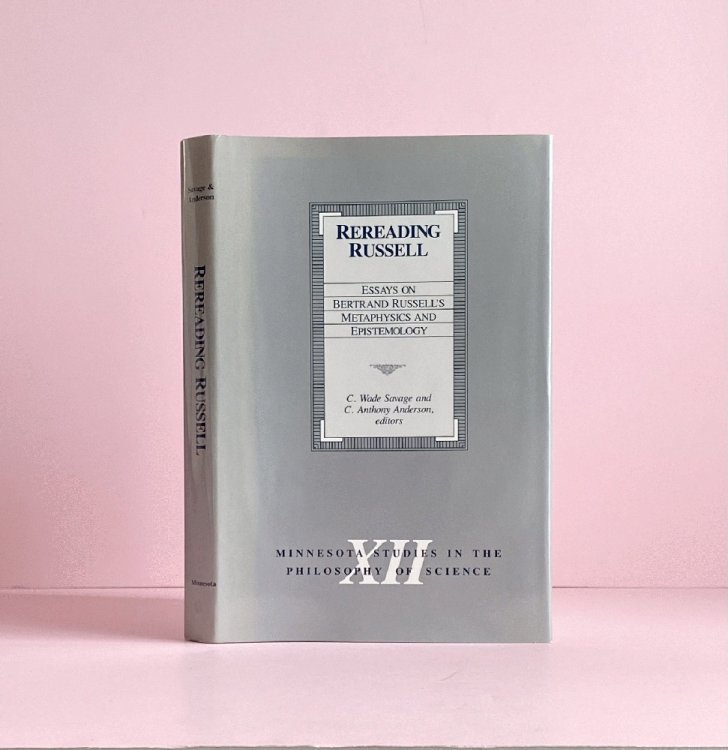 Savage &
Anderson
REREADING RUSSELL
Minnesota
REREADING
RUSSELL
ESSAYS ON
BERTRAND RUSSELL'S
METAPHYSICS AND
EPISTEMOLOGY
C. Wade Savage and
C. Anthony Anderson,
editors
XII
MINNESOTA STUDIES IN THE
PHILOSOPHY OF SCIENCE